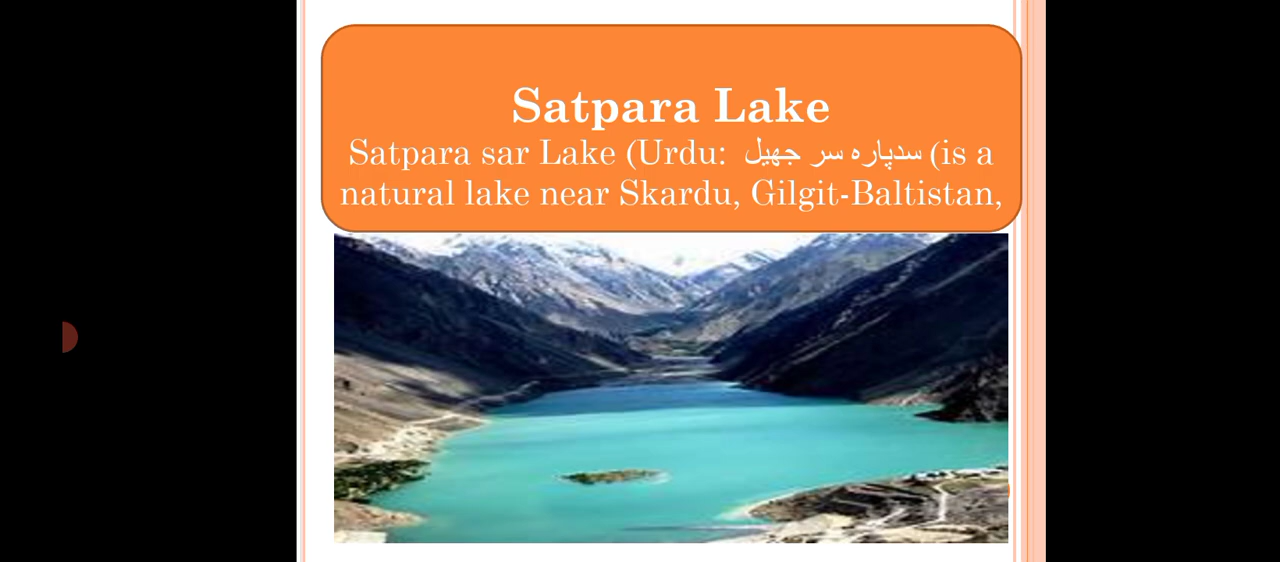 Satpara Lake
Satpara sar Lake (Urdu: سدپارہ سر جھیل (is a
natural lake near Skardu, Gilgit-Baltistan,